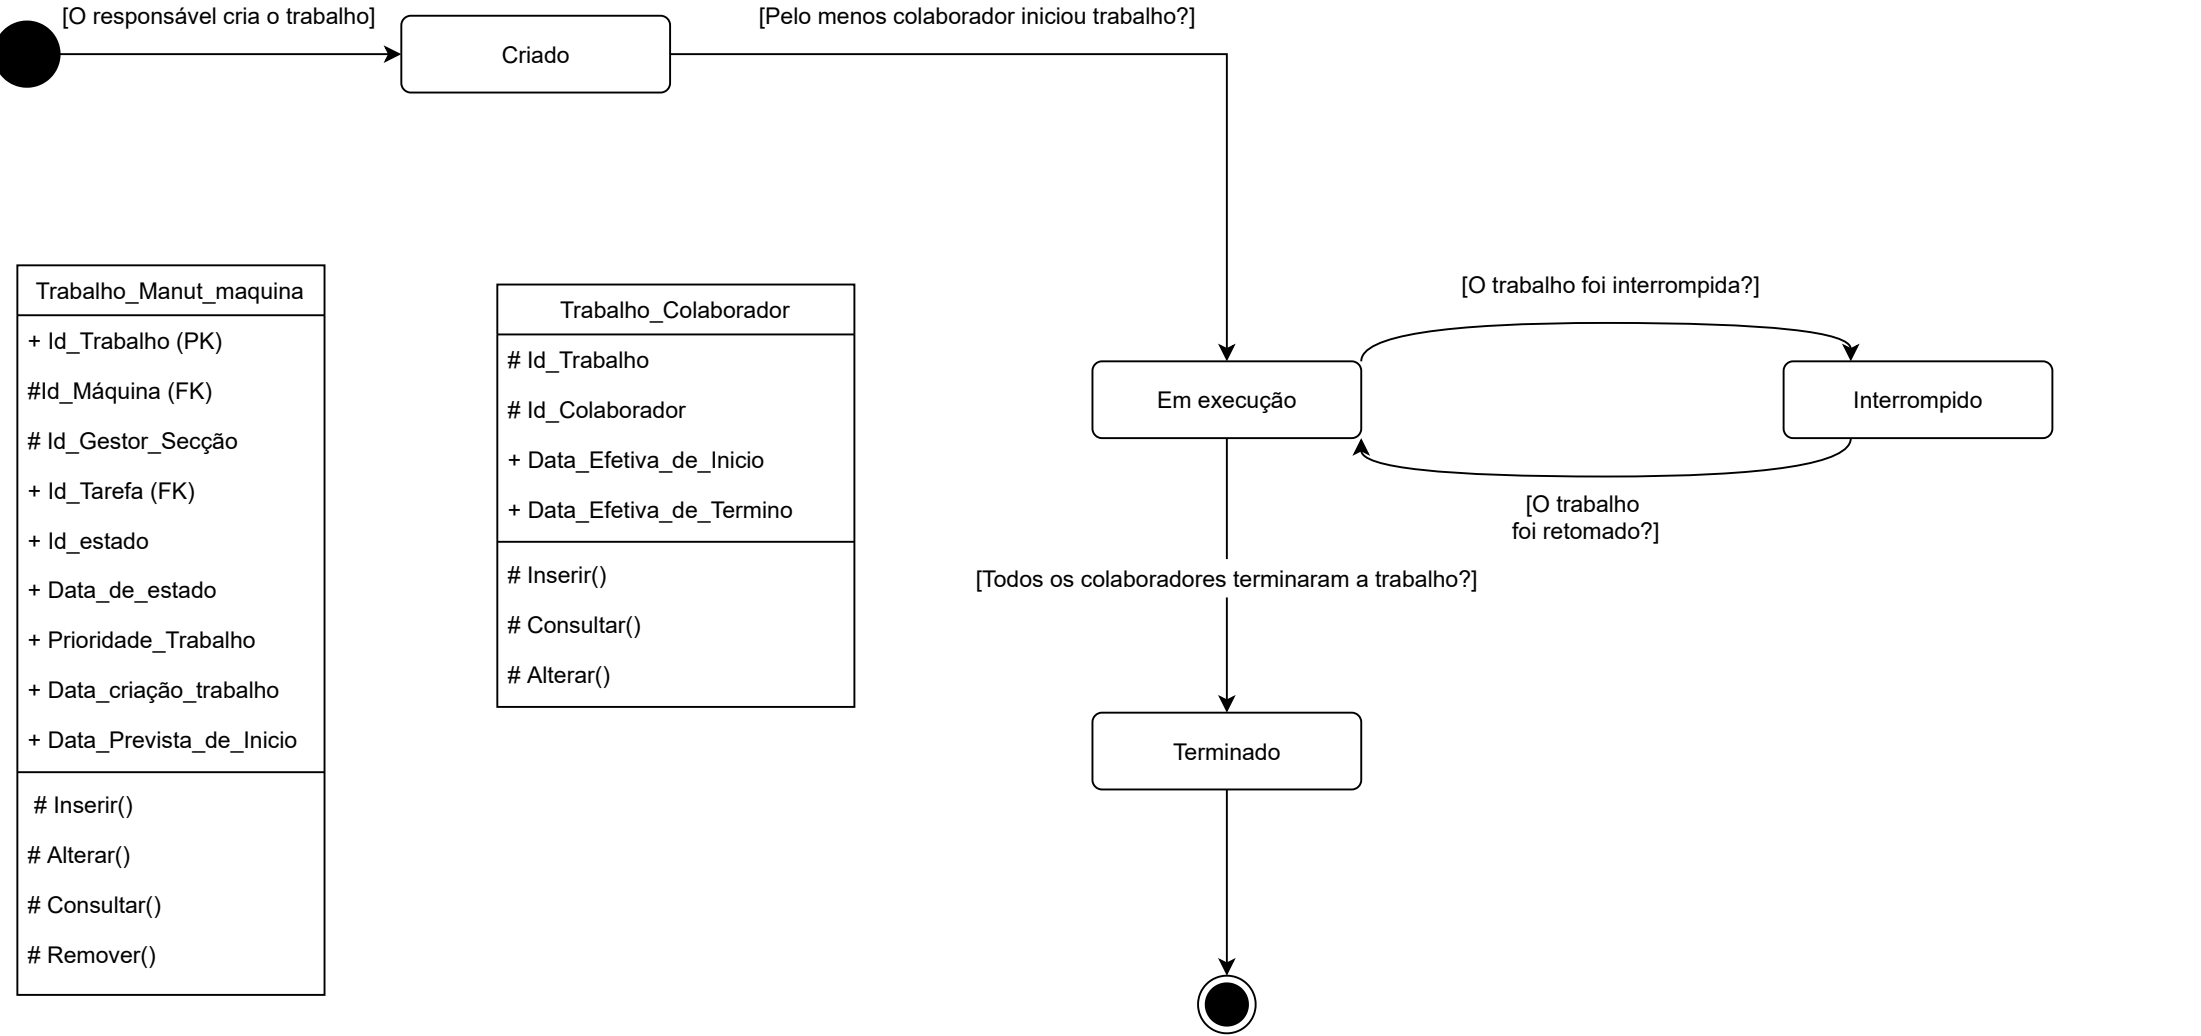 [O responsável cria o trabalho]
Criado
[Pelo menos colaborador iniciou trabalho?]
Trabalho_Manut_maquina
+ Id_Trabalho (PK)
#Id_Máquina (FK)
# Id_Gestor_Secção
+ Id_Tarefa (FK)
+ Id_estado
+ Data_de_estado
+ Prioridade_Trabalho
+ Data_criação_trabalho
+ Data_Prevista_de_Inicio
# Inserir()
# Alterar()
# Consultar()
# Remover()
Trabalho_Colaborador
# Id_Trabalho
# Id_Colaborador
+ Data_Efetiva_de_Inicio
+ Data_Efetiva_de_Termino
# Inserir()
# Consultar()
# Alterar()
[O trabalho foi interrompida?]
Em execução
Interrompido
[O trabalho
foi retomado?]
[Todos os colaboradores terminaram a trabalho?]
Terminado